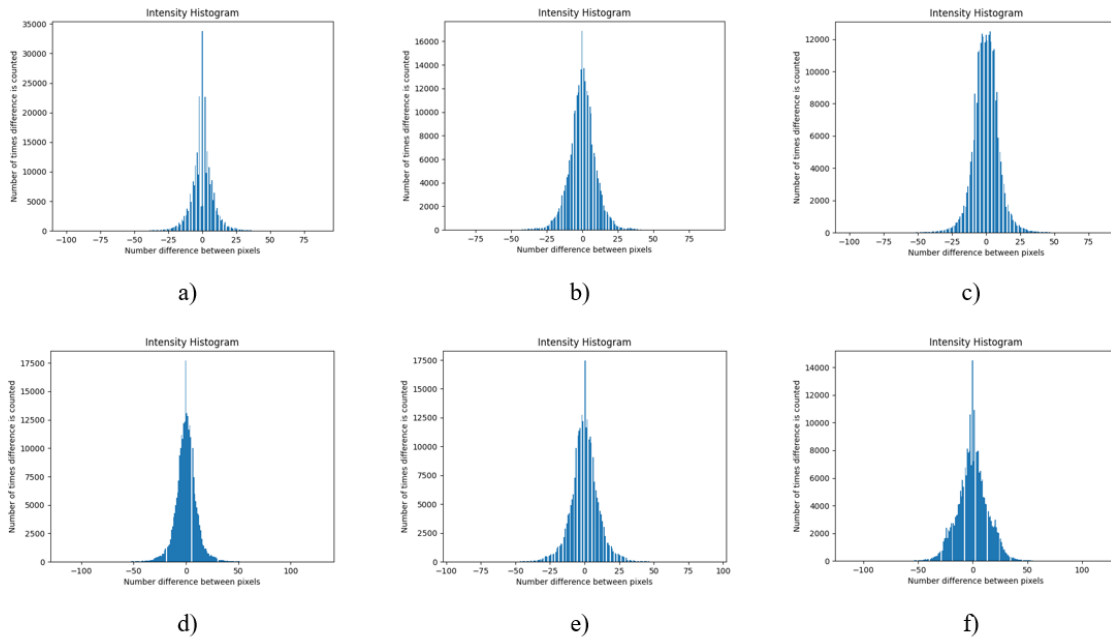 Intensity Histogram
Number of times difference is counted
35000
30000
25000
20000
15000
10000
5000
0
−100 −75 −50 −25 0 25 50 75
Number difference between pixels
a)
Intensity Histogram
Number of times difference is counted
16000
14000
12000
10000
8000
6000
4000
2000
0
−75 −50 −25 0 25 50 75
Number difference between pixels
b)
Intensity Histogram
Number of times difference is counted
12000
10000
8000
6000
4000
2000
0
−100 −75 −50 −25 0 25 50 75
Number difference between pixels
c)
Intensity Histogram
Number of times difference is counted
17500
15000
12500
10000
7500
5000
2500
0
−100 −50 0 50 100
Number difference between pixels
d)
Intensity Histogram
Number of times difference is counted
17500
15000
12500
10000
7500
5000
2500
0
−100 −75 −50 −25 0 25 50 75 100
Number difference between pixels
e)
Intensity Histogram
Number of times difference is counted
14000
12000
10000
8000
6000
4000
2000
0
−100 −50 0 50 100
Number difference between pixels
f)